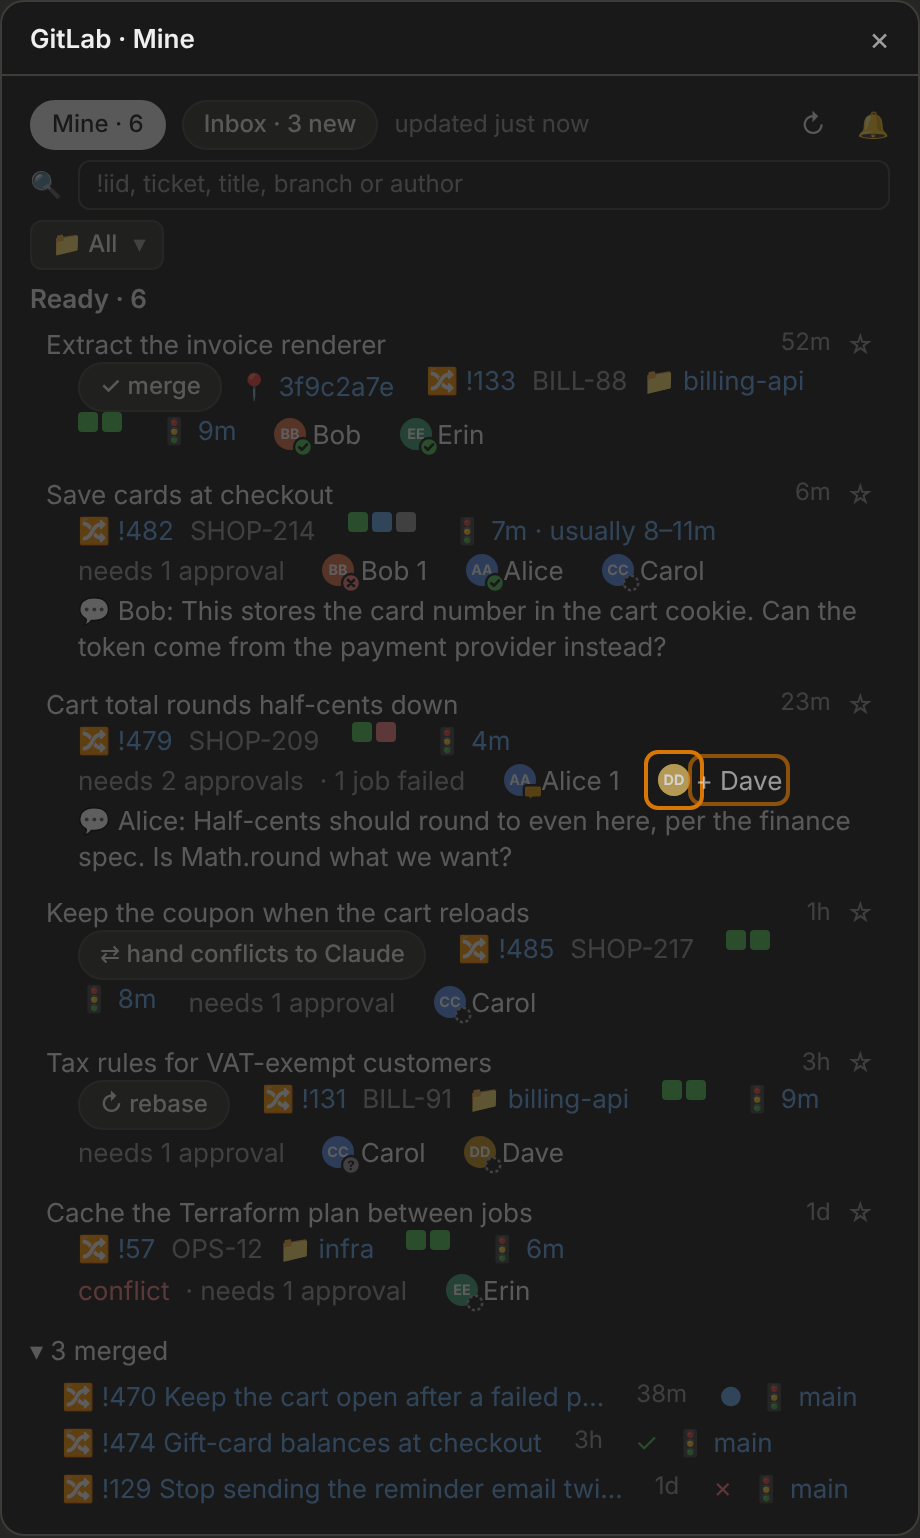 GitLab · Mine ×
Mine · 6 Inbox · 3 new updated just now
!iid, ticket, title, branch or author
All ▾
Ready · 6
Extract the invoice renderer 52m ☆
✓ merge 3f9c2a7e !133 BILL-88 billing-api
9m BB Bob EE Erin
Save cards at checkout 6m ☆
!482 SHOP-214 7m · usually 8–11m
needs 1 approval BB Bob 1 AA Alice CC Carol
Bob: This stores the card number in the cart cookie. Can the
token come from the payment provider instead?
Cart total rounds half-cents down 23m ☆
!479 SHOP-209 4m
needs 2 approvals · 1 job failed AA Alice 1 DD + Dave
Alice: Half-cents should round to even here, per the finance
spec. Is Math.round what we want?
Keep the coupon when the cart reloads 1h ☆
⇄ hand conflicts to Claude !485 SHOP-217
8m needs 1 approval CC Carol
Tax rules for VAT-exempt customers 3h ☆
↻ rebase !131 BILL-91 billing-api 9m
needs 1 approval CC ? Carol DD Dave
Cache the Terraform plan between jobs 1d ☆
!57 OPS-12 infra 6m
conflict · needs 1 approval EE Erin
▾ 3 merged
!470 Keep the cart open after a failed p... 38m main
!474 Gift-card balances at checkout 3h ✓ main
!129 Stop sending the reminder email twi... 1d × main